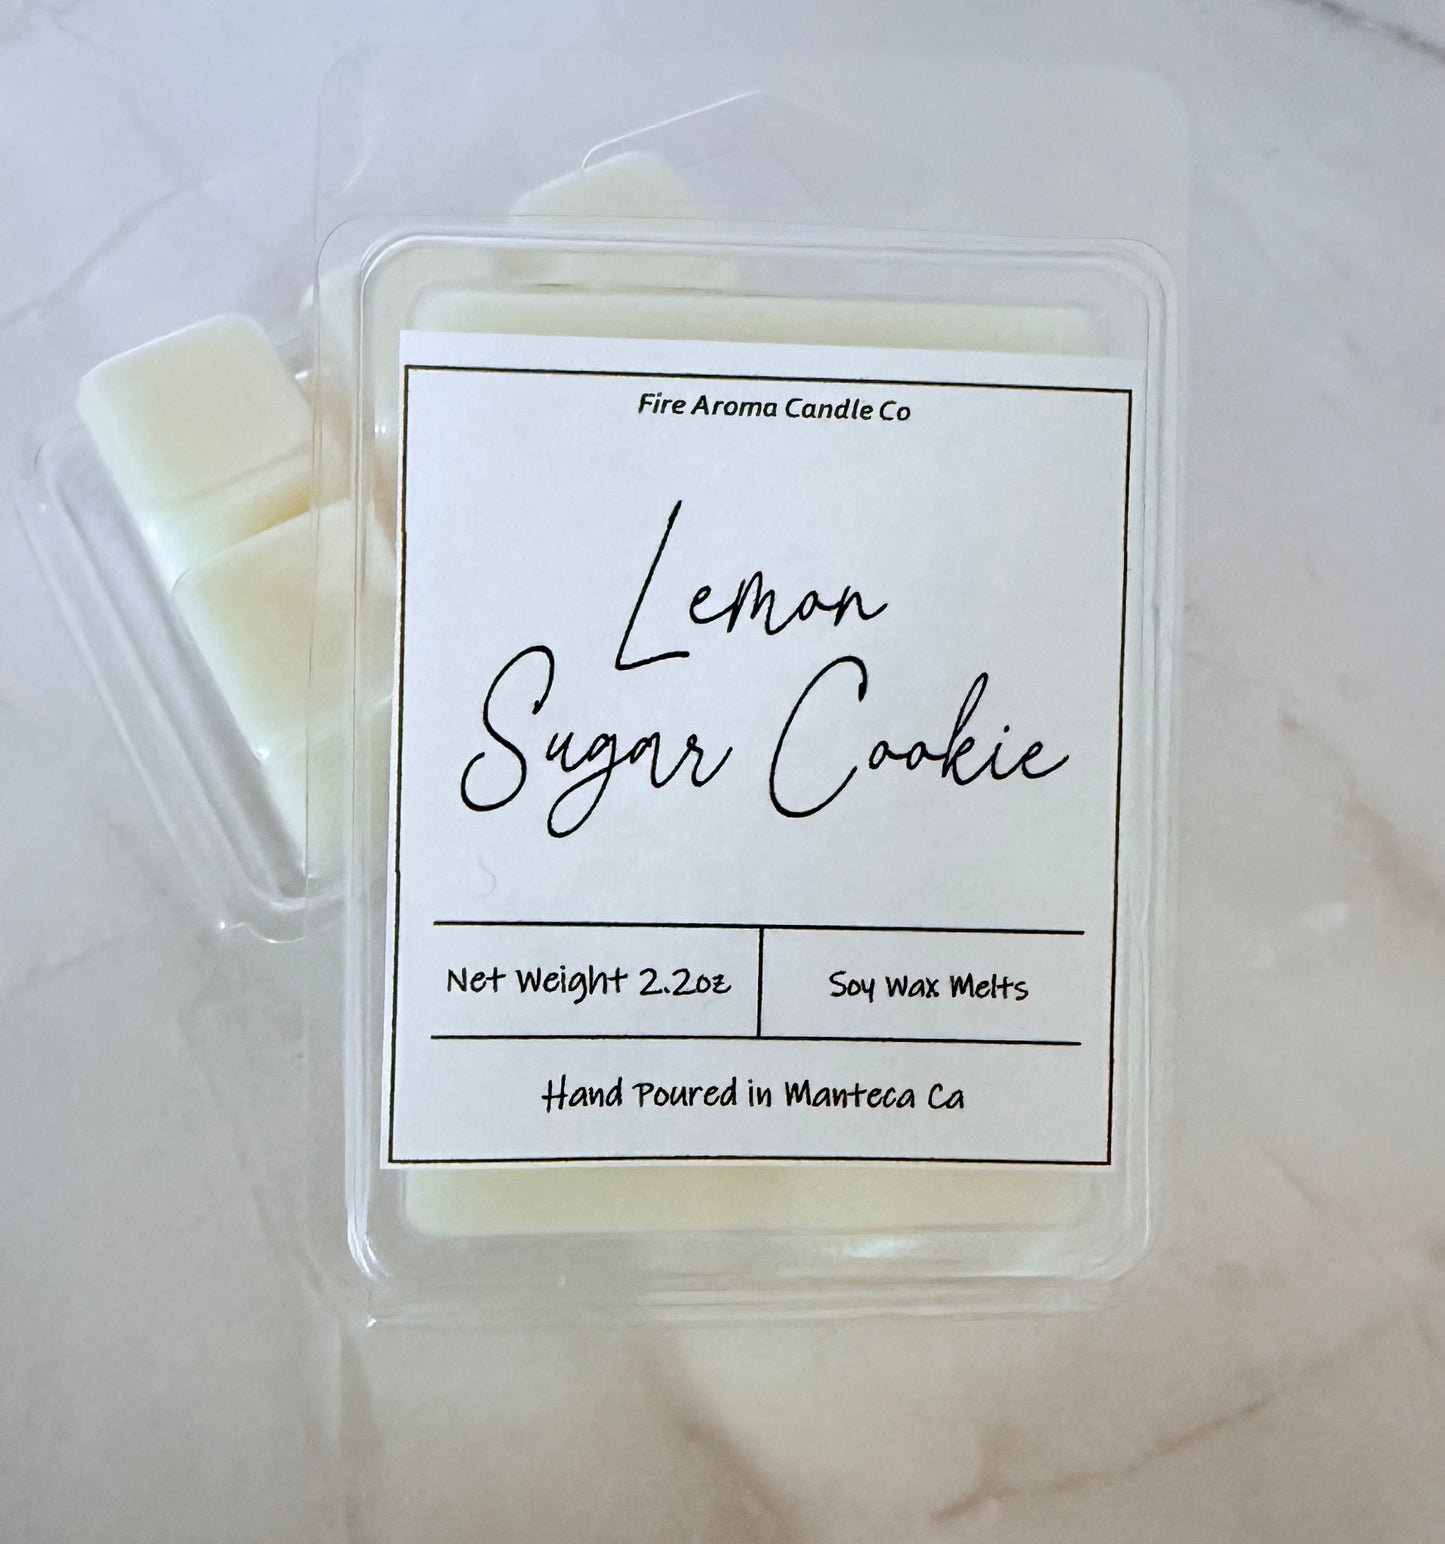 Fire Aroma Candle Co
Lemon
Sugar Cookie
Net Weight 2.2oz
Soy Wax Melts
Hand Poured in Manteca Ca